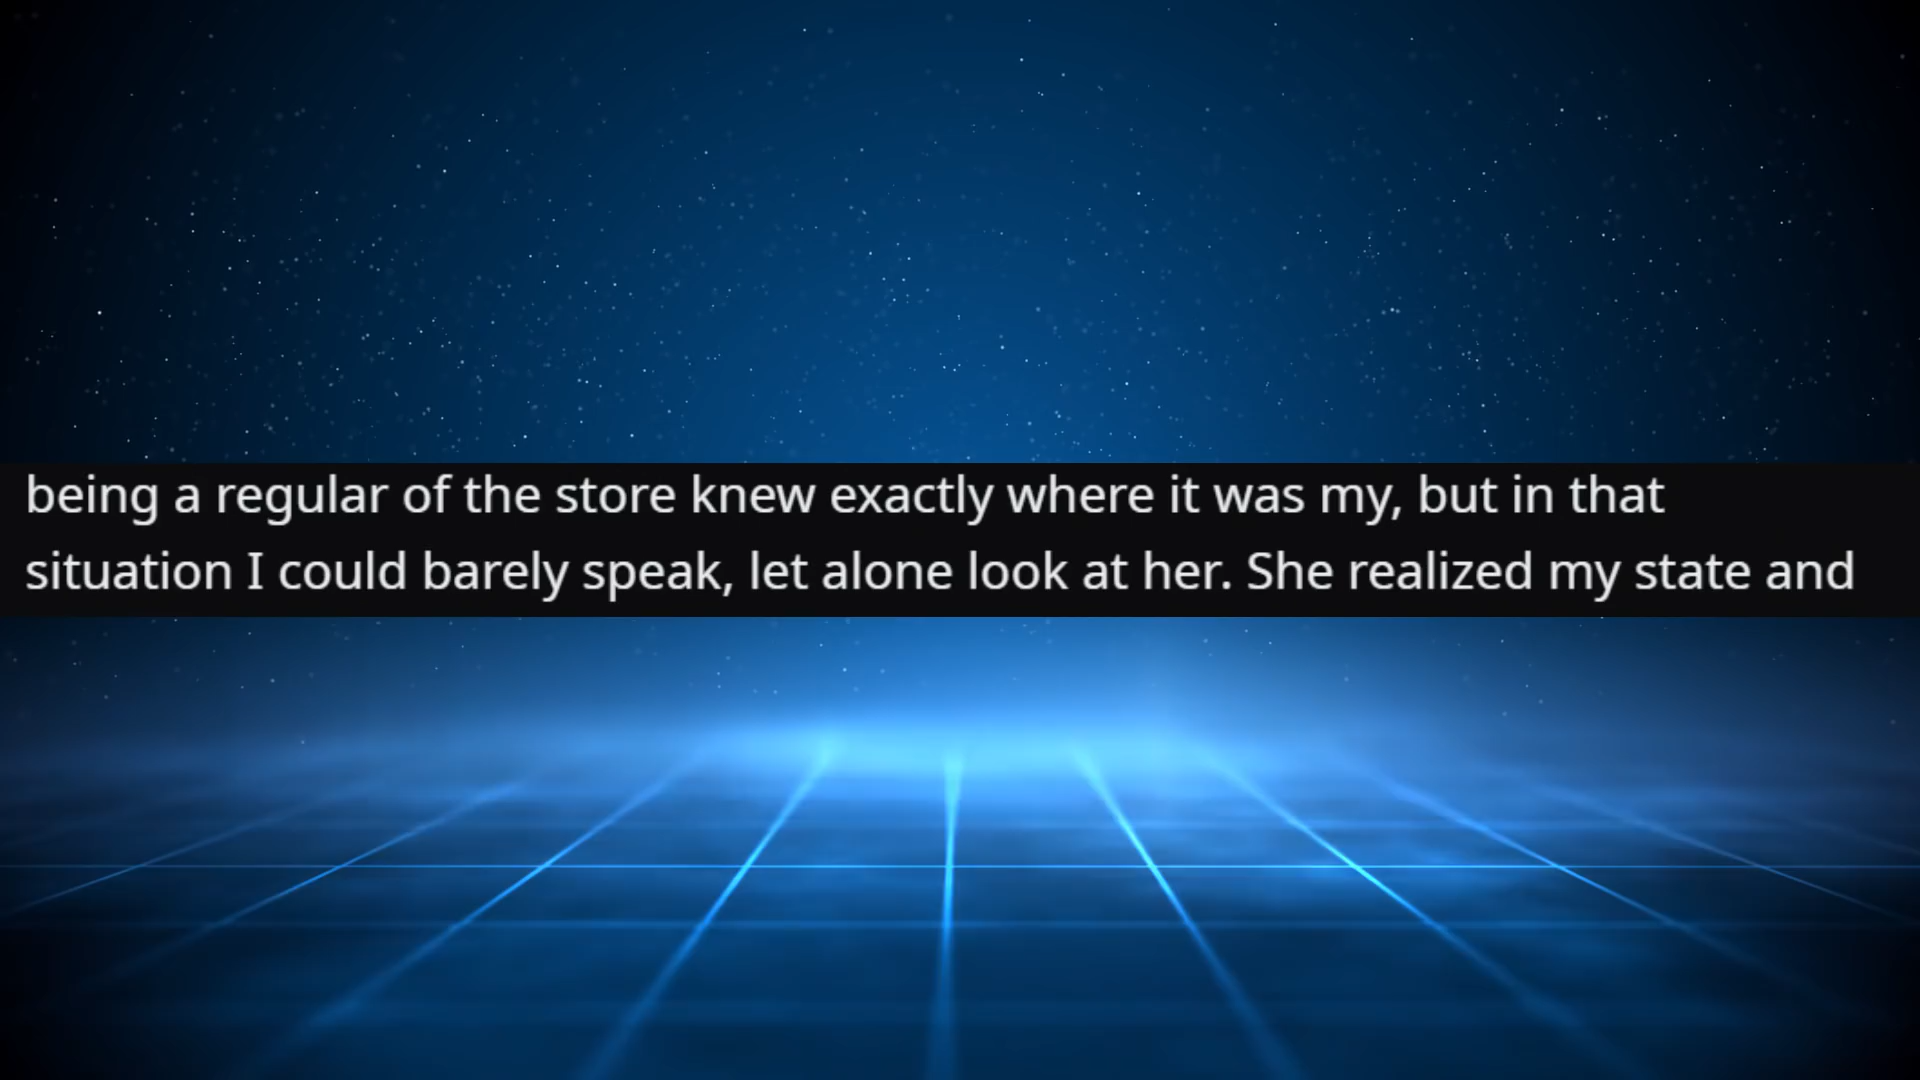 being a regular of the store knew exactly where it was my, but in that
situation I could barely speak, let alone look at her. She realized my state and